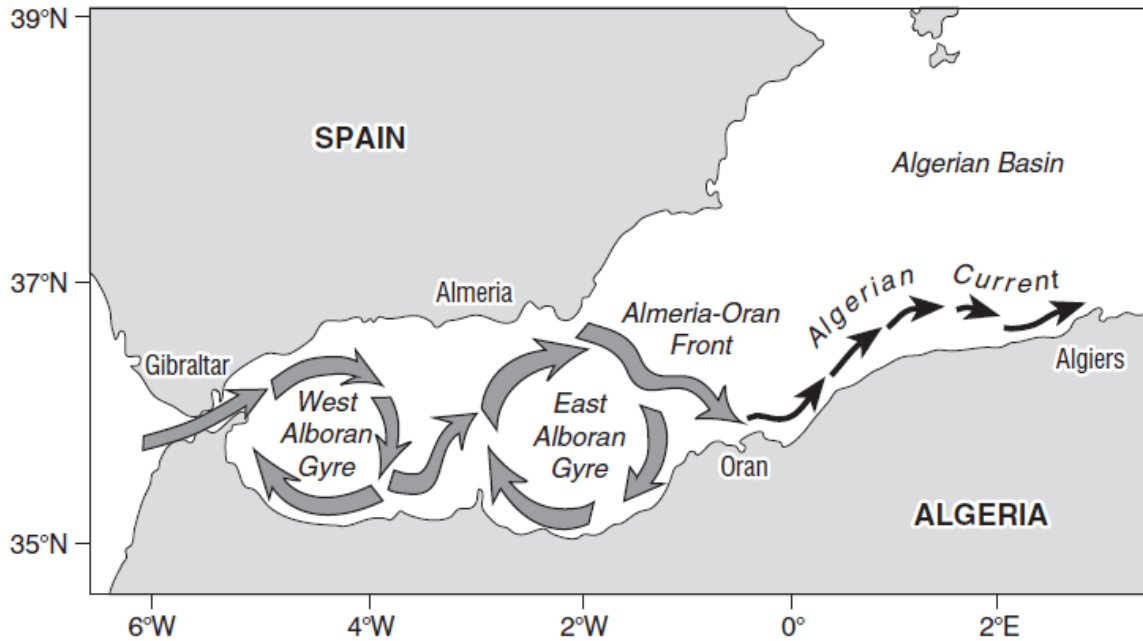 39°N
SPAIN
Algerian Basin
37°N
Almeria
Almeria-Oran
Front
Algerian Current
Gibraltar
Algiers
West
Alboran
Gyre
East
Alboran
Gyre
Oran
ALGERIA
35°N
6°W
4°W
2°W
0°
2°E